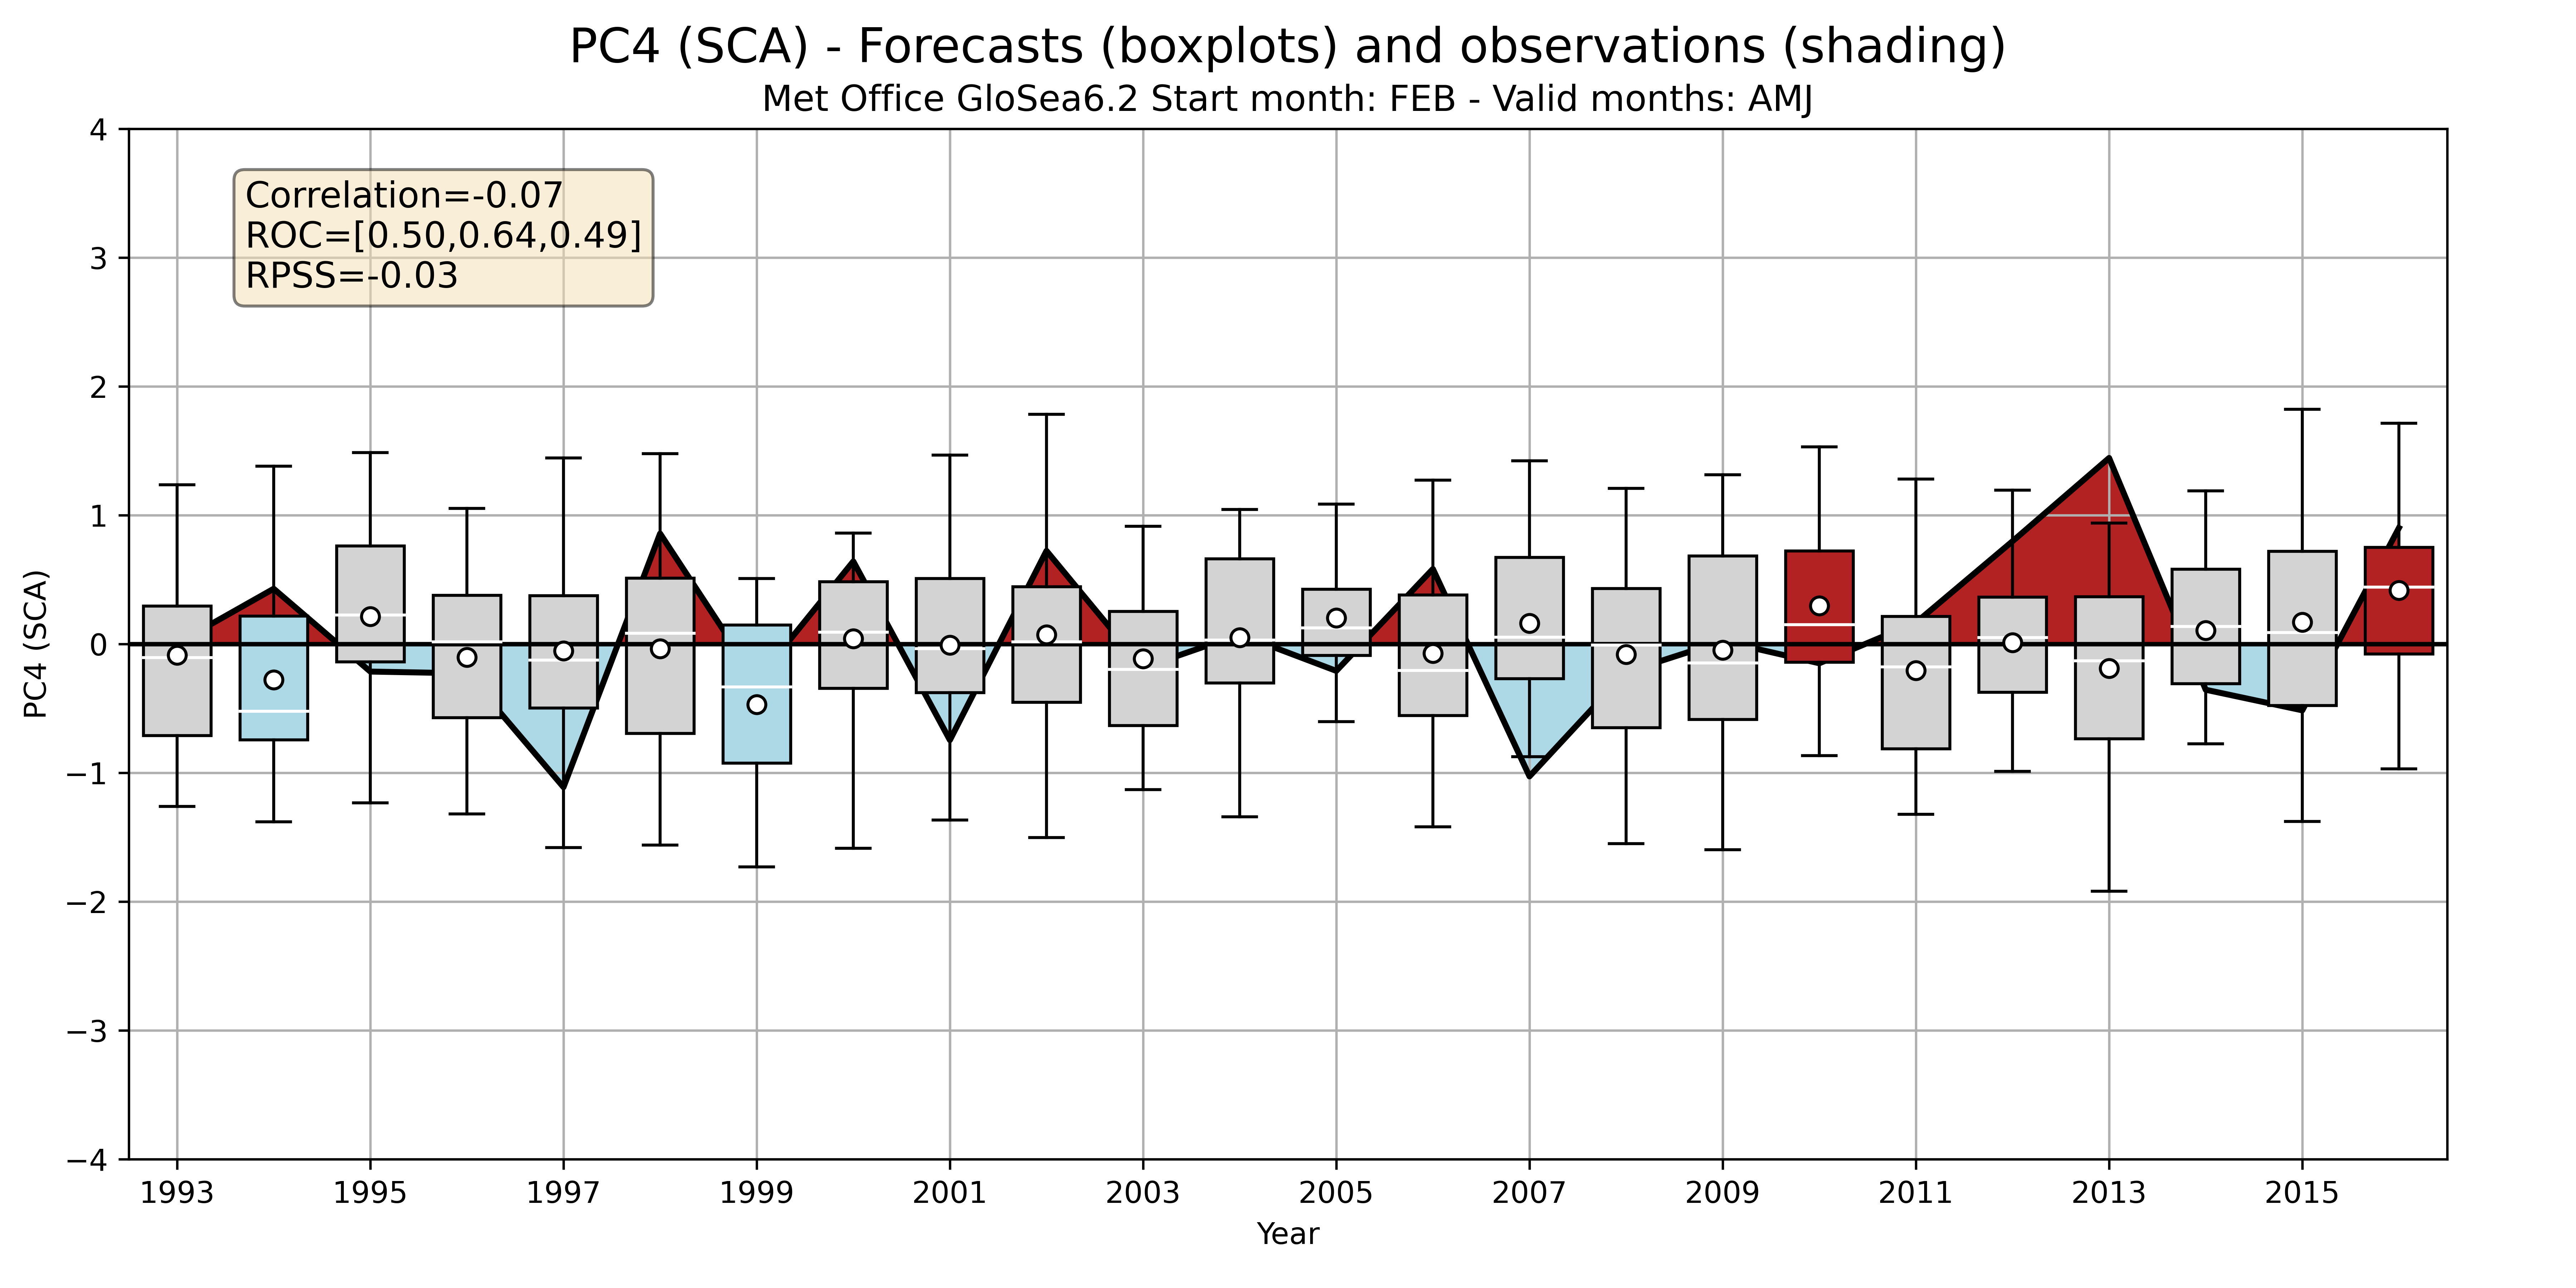 PC4 (SCA) - Forecasts (boxplots) and observations (shading)
Met Office GloSea6.2 Start month: FEB - Valid months: AMJ
Correlation=-0.07
ROC=[0.50,0.64,0.49]
RPSS=-0.03
PC4 (SCA)
4
3
2
1
0
−1
−2
−3
−4
1993 1995 1997 1999 2001 2003 2005 2007 2009 2011 2013 2015
Year